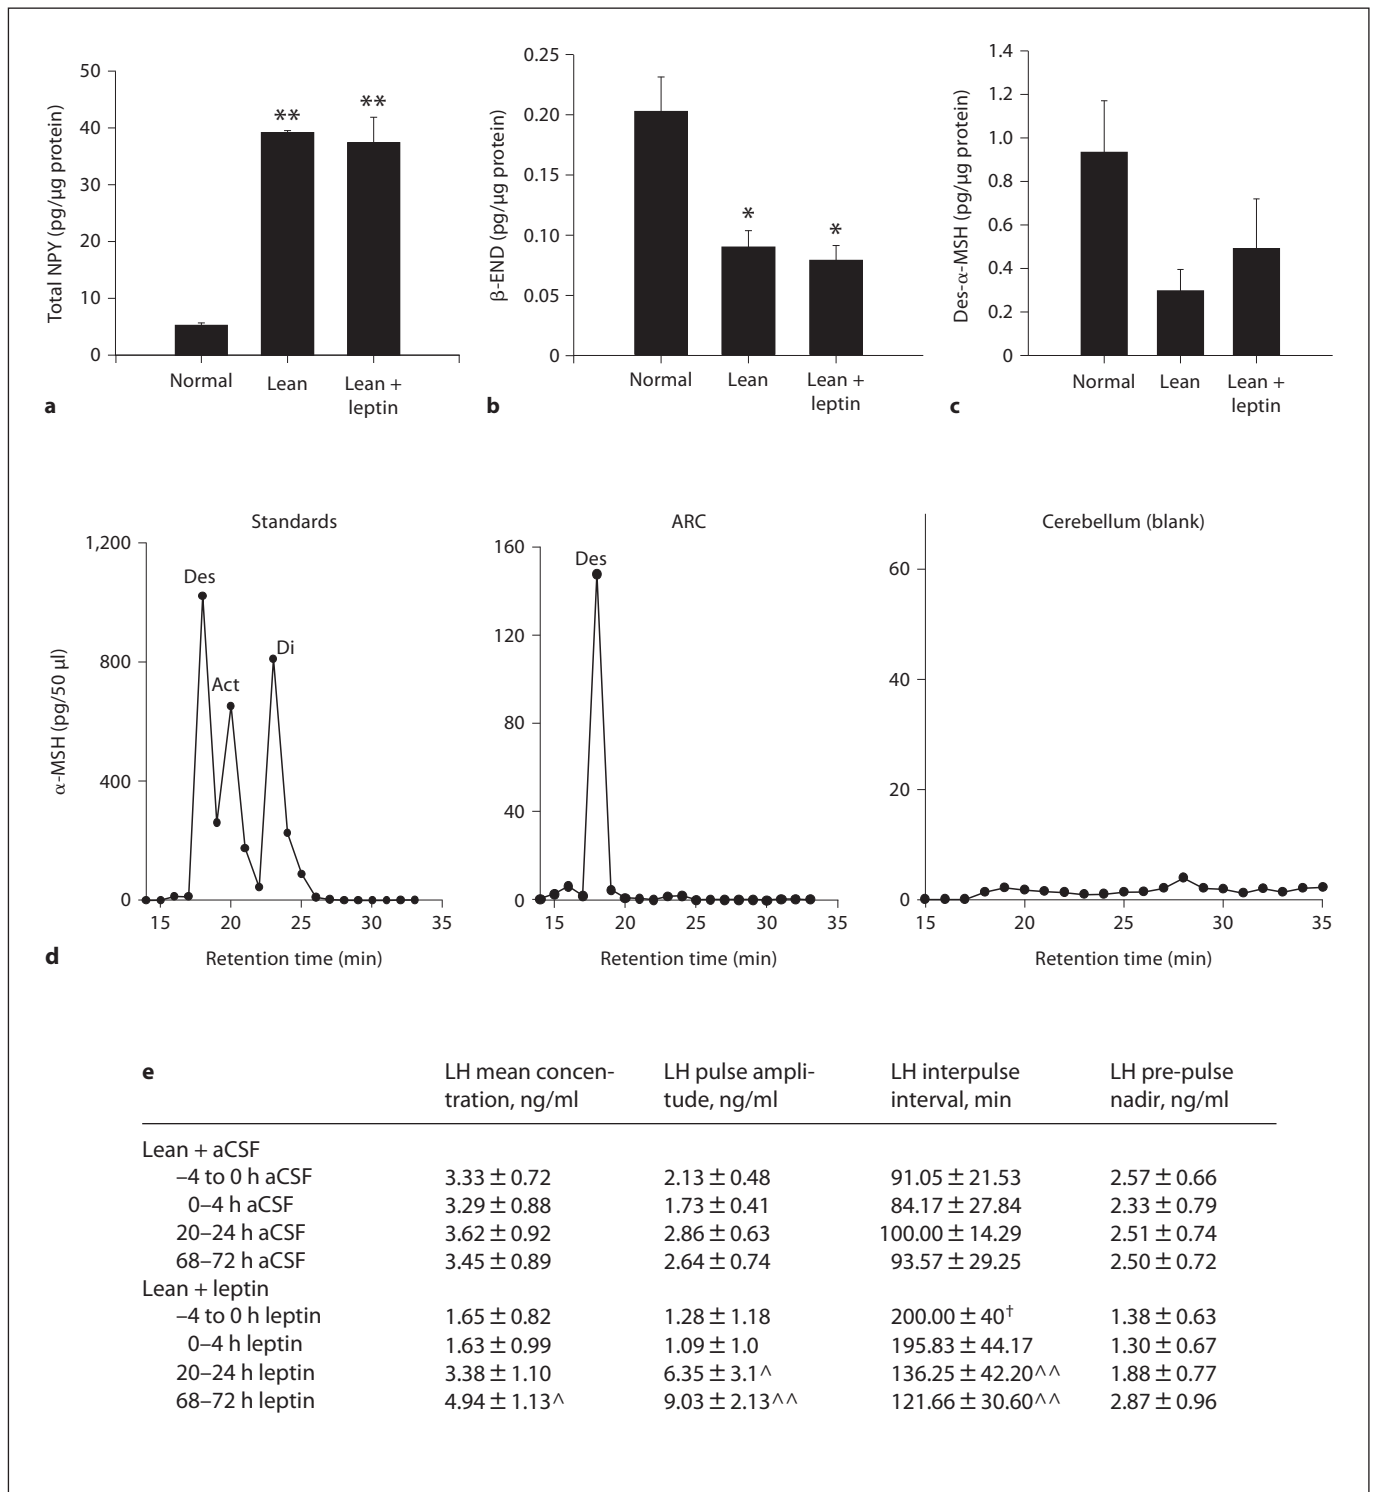 50
40
30
20
10
0
Total NPY (pg/μg protein)
**
**
Normal
Lean
Lean +
leptin
a
0.25
0.20
0.15
0.10
0.05
0
β-END (pg/μg protein)
*
*
Normal
Lean
Lean +
leptin
b
1.4
1.2
1.0
0.8
0.6
0.4
0.2
0
Des-α-MSH (pg/μg protein)
Normal
Lean
Lean +
leptin
c
Standards
1,200
800
400
0
α-MSH (pg/50 μl)
Des
Act
Di
15 20 25 30 35
Retention time (min)
d
ARC
160
120
80
40
0
Des
15 20 25 30 35
Retention time (min)
Cerebellum (blank)
60
40
20
0
15 20 25 30 35
Retention time (min)
e LH mean concen- LH pulse ampli- LH interpulse LH pre-pulse
tration, ng/ml tude, ng/ml interval, min nadir, ng/ml
Lean + aCSF
–4 to 0 h aCSF 3.33 ± 0.72 2.13 ± 0.48 91.05 ± 21.53 2.57 ± 0.66
0–4 h aCSF 3.29 ± 0.88 1.73 ± 0.41 84.17 ± 27.84 2.33 ± 0.79
20–24 h aCSF 3.62 ± 0.92 2.86 ± 0.63 100.00 ± 14.29 2.51 ± 0.74
68–72 h aCSF 3.45 ± 0.89 2.64 ± 0.74 93.57 ± 29.25 2.50 ± 0.72
Lean + leptin
–4 to 0 h leptin 1.65 ± 0.82 1.28 ± 1.18 200.00 ± 40† 1.38 ± 0.63
0–4 h leptin 1.63 ± 0.99 1.09 ± 1.0 195.83 ± 44.17 1.30 ± 0.67
20–24 h leptin 3.38 ± 1.10 6.35 ± 3.1^ 136.25 ± 42.20^^ 1.88 ± 0.77
68–72 h leptin 4.94 ± 1.13^ 9.03 ± 2.13^^ 121.66 ± 30.60^^ 2.87 ± 0.96